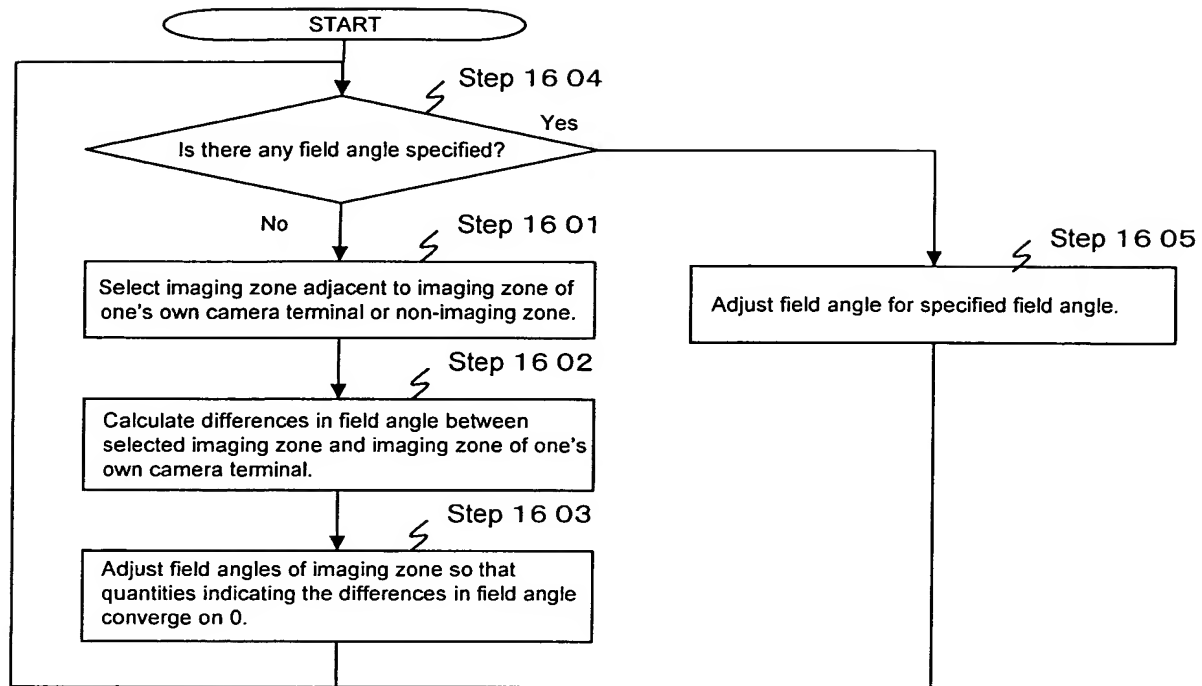 START
Step 16 04
Yes
Is there any field angle specified?
No
Step 16 01
Select imaging zone adjacent to imaging zone of
one's own camera terminal or non-imaging zone.
Step 16 05
Adjust field angle for specified field angle.
Step 16 02
Calculate differences in field angle between
selected imaging zone and imaging zone of one's
own camera terminal.
Step 16 03
Adjust field angles of imaging zone so that
quantities indicating the differences in field angle
converge on 0.